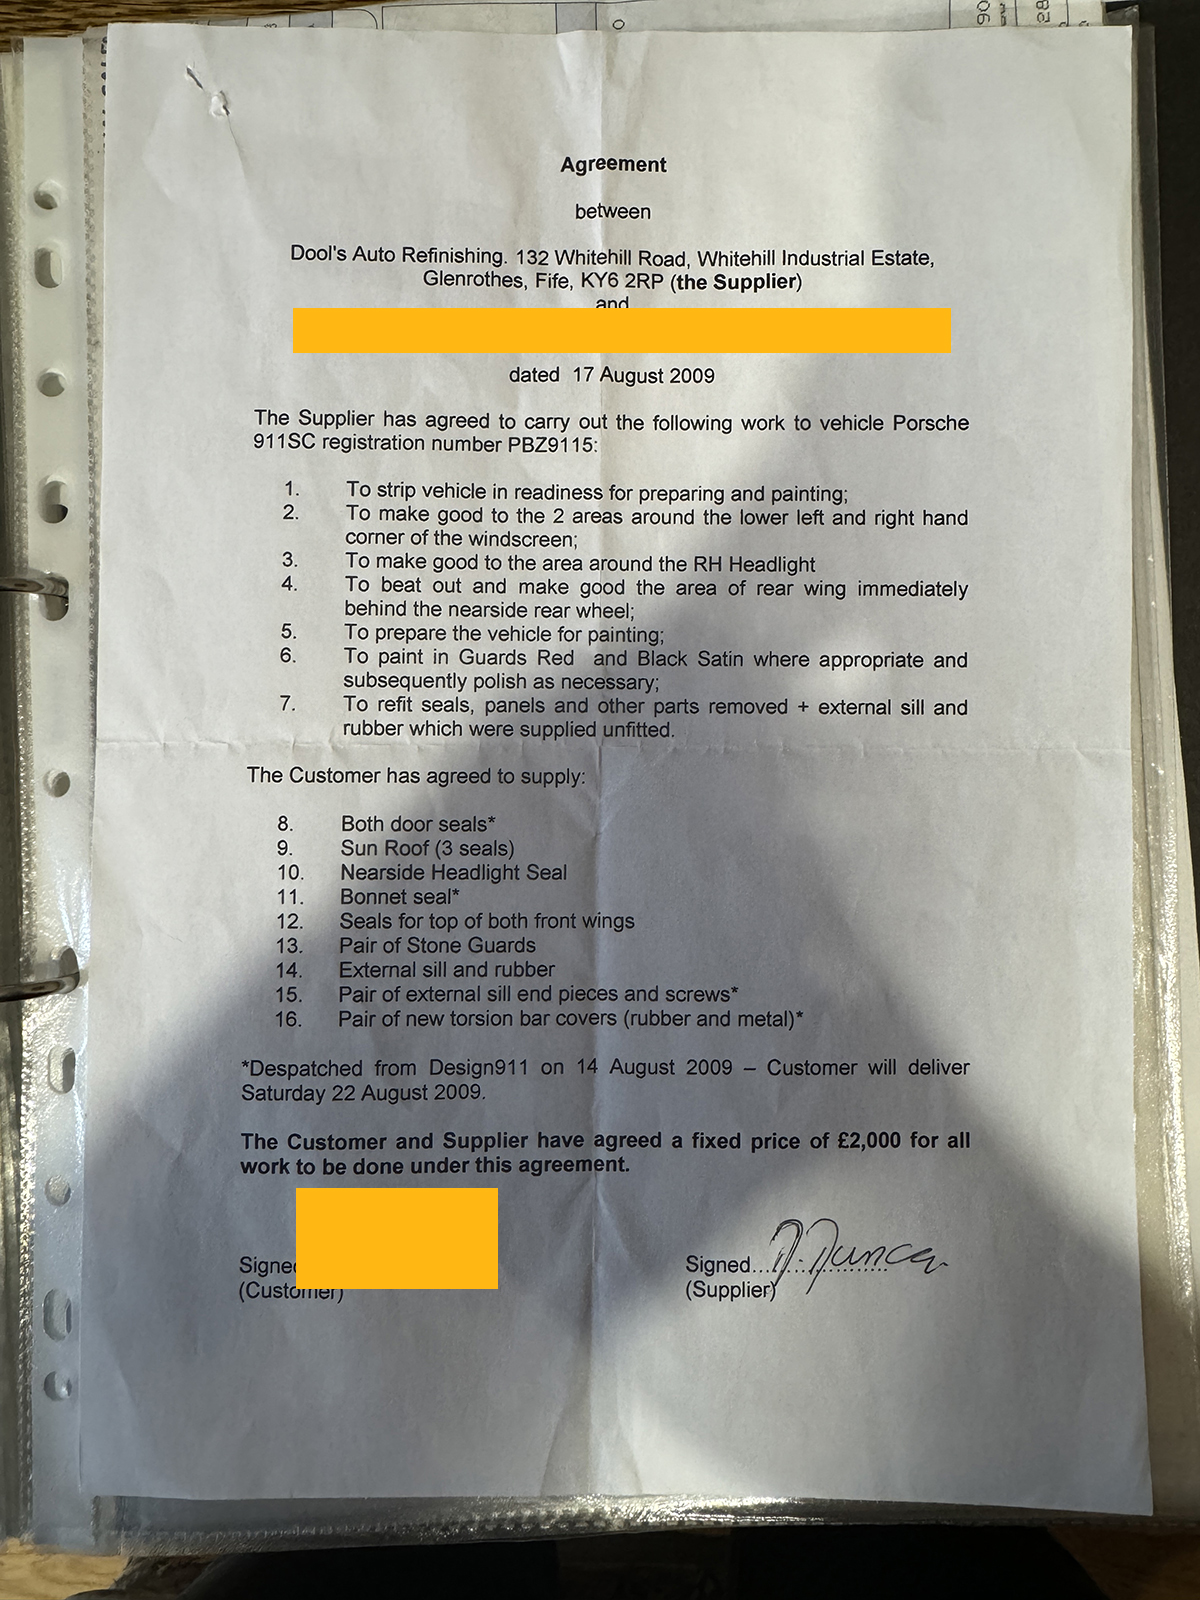 Agreement
between
Dool's Auto Refinishing. 132 Whitehill Road, Whitehill Industrial Estate,
Glenrothes, Fife, KY6 2RP (the Supplier)
and
dated 17 August 2009
The Supplier has agreed to carry out the following work to vehicle Porsche
911SC registration number PBZ9115:
1. To strip vehicle in readiness for preparing and painting;
2. To make good to the 2 areas around the lower left and right hand
corner of the windscreen;
3. To make good to the area around the RH Headlight
4. To beat out and make good the area of rear wing immediately
behind the nearside rear wheel;
5. To prepare the vehicle for painting;
6. To paint in Guards Red and Black Satin where appropriate and
subsequently polish as necessary;
7. To refit seals, panels and other parts removed + external sill and
rubber which were supplied unfitted.
The Customer has agreed to supply:
8. Both door seals*
9. Sun Roof (3 seals)
10. Nearside Headlight Seal
11. Bonnet seal*
12. Seals for top of both front wings
13. Pair of Stone Guards
14. External sill and rubber
15. Pair of external sill end pieces and screws*
16. Pair of new torsion bar covers (rubber and metal)*
*Despatched from Design911 on 14 August 2009 – Customer will deliver
Saturday 22 August 2009.
The Customer and Supplier have agreed a fixed price of £2,000 for all
work to be done under this agreement.
Signed
(Customer)
Signed... D. Duncan
(Supplier)